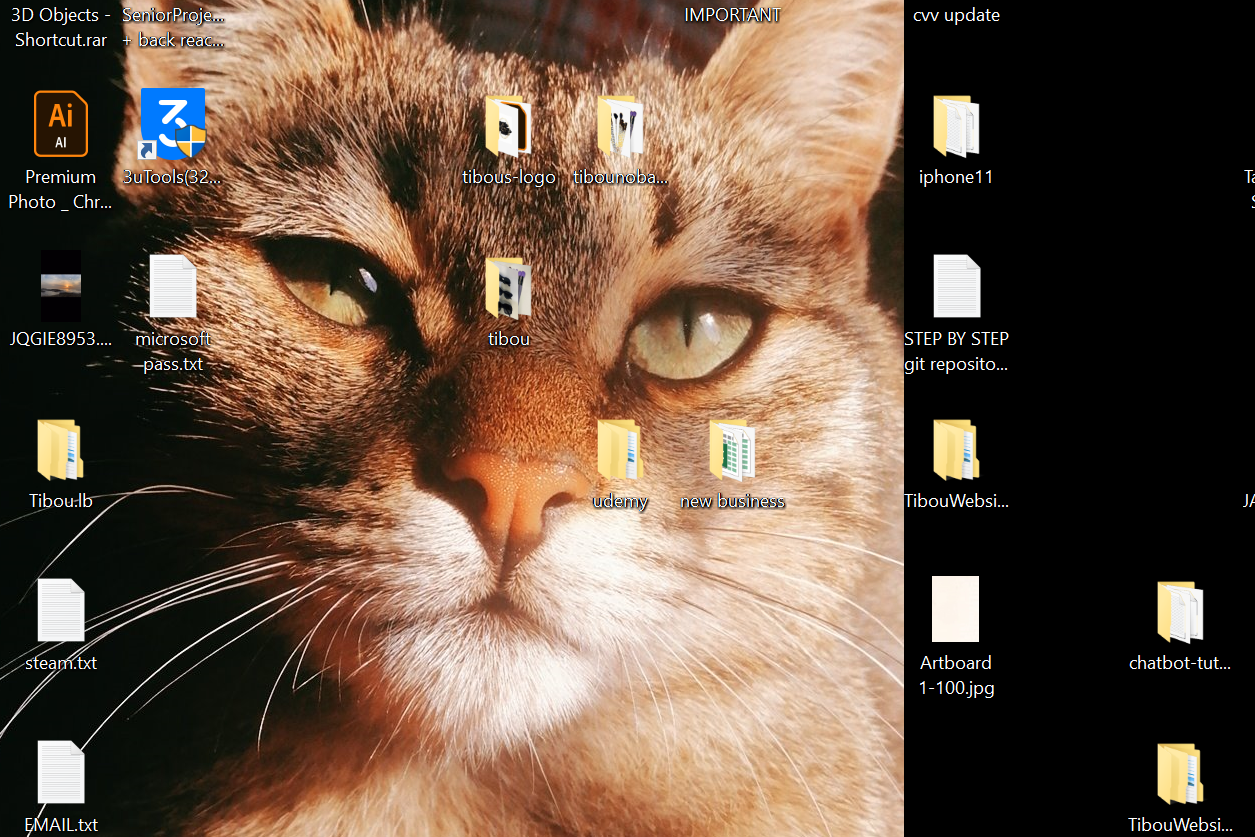 3D Objects -
Shortcut.rar
SeniorProje...
+ back reac...
IMPORTANT
cvv update
Ai
AI
Premium
Photo _ Chr...
3uTools(32...
tibous-logo
tibounoba...
iphone11
JQGIE8953....
microsoft
pass.txt
tibou
STEP BY STEP
git reposito...
Tibou.lb
udemy
new business
TibouWebsi...
steam.txt
Artboard
1-100.jpg
chatbot-tut...
EMAIL.txt
TibouWebsi...